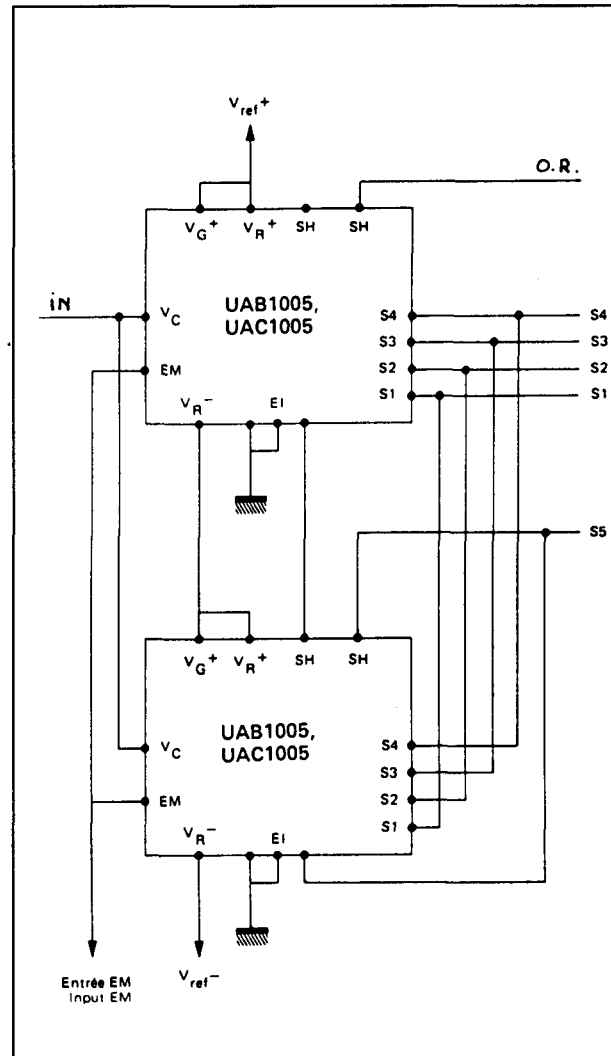 Vref+
O.R.
VG+ VR+ SH SH
iN
VC
UAB1005,
UAC1005
S4 S4
S3 S3
S2 S2
S1 S1
EM
VR− EI
S5
VG+ VR+ SH SH
UAB1005,
UAC1005
VC
S4
S3
EM
S2
S1
VR− EI
Entrée EM
Input EM
Vref−